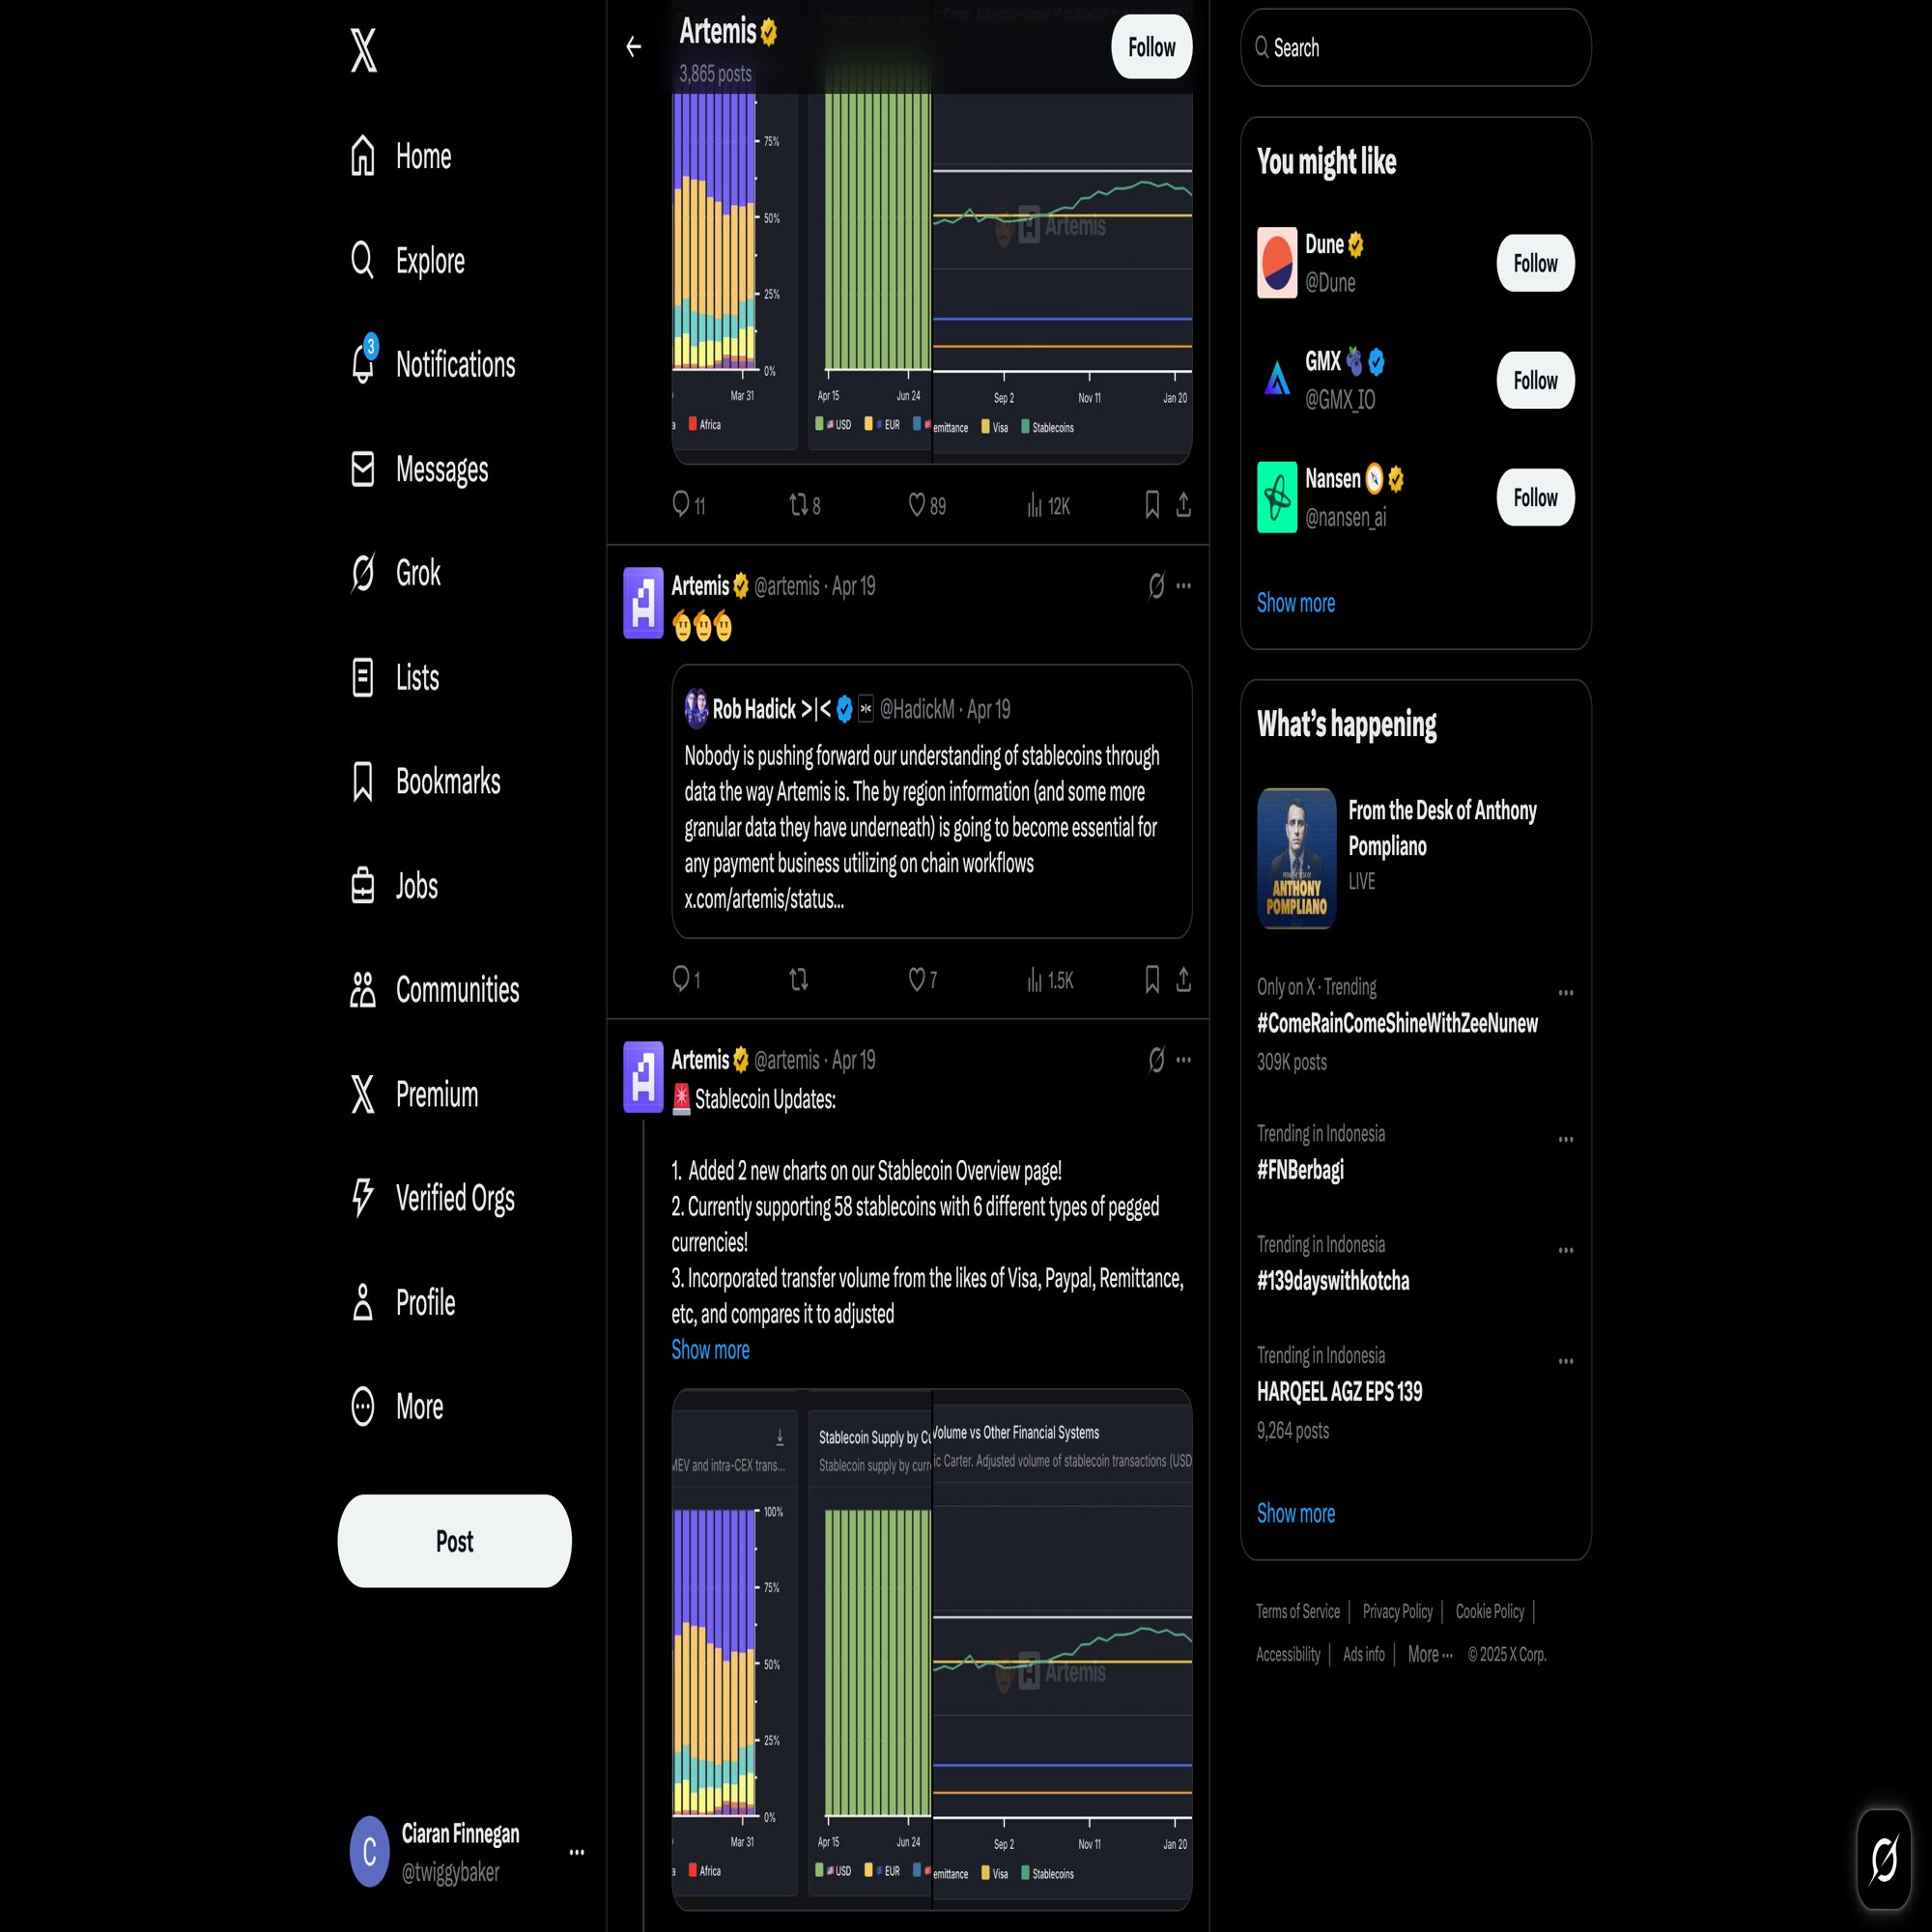 Home
Explore
3
Notifications
Messages
Grok
Lists
Bookmarks
Jobs
Communities
Premium
Verified Orgs
Profile
More
Post
Ciaran Finnegan
@twiggybaker
C
Artemis
3,865 posts
Follow
75%
50%
25%
0%
Mar 31
Africa
Apr 15 Jun 24
USD EUR
Artemis
Sep 2 Nov 11 Jan 20
emittance Visa Stablecoins
11 8 89 12K
Artemis @artemis · Apr 19
Rob Hadick >|< @HadickM · Apr 19
Nobody is pushing forward our understanding of stablecoins through
data the way Artemis is. The by region information (and some more
granular data they have underneath) is going to become essential for
any payment business utilizing on chain workflows
x.com/artemis/status...
1 7 1.5K
Artemis @artemis · Apr 19
🚨 Stablecoin Updates:
1. Added 2 new charts on our Stablecoin Overview page!
2. Currently supporting 58 stablecoins with 6 different types of pegged
currencies!
3. Incorporated transfer volume from the likes of Visa, Paypal, Remittance,
etc, and compares it to adjusted
Show more
MEV and intra-CEX trans...
100%
75%
50%
25%
0%
Mar 31
Africa
Stablecoin Supply by Cu
Stablecoin supply by curr
Apr 15 Jun 24
USD EUR
Volume vs Other Financial Systems
ic Carter. Adjusted volume of stablecoin transactions (USD
Artemis
Sep 2 Nov 11 Jan 20
emittance Visa Stablecoins
Search
You might like
Dune
@Dune
Follow
GMX
@GMX_IO
Follow
Nansen
@nansen_ai
Follow
Show more
What's happening
ANTHONY
POMPLIANO
From the Desk of Anthony
Pompliano
LIVE
Only on X · Trending
#ComeRainComeShineWithZeeNunew
309K posts
Trending in Indonesia
#FNBerbagi
Trending in Indonesia
#139dayswithkotcha
Trending in Indonesia
HARQEEL AGZ EPS 139
9,264 posts
Show more
Terms of Service | Privacy Policy | Cookie Policy |
Accessibility | Ads info | More ··· © 2025 X Corp.